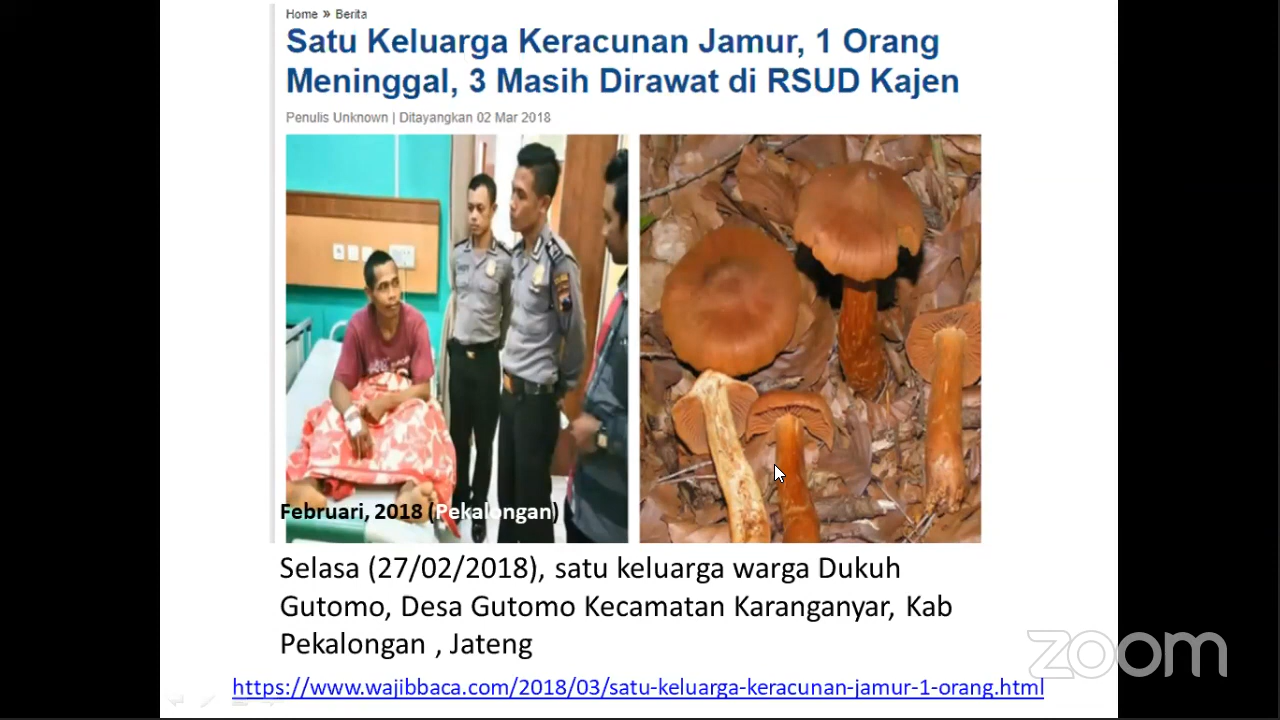 Home » Berita
Satu Keluarga Keracunan Jamur, 1 Orang
Meninggal, 3 Masih Dirawat di RSUD Kajen
Penulis Unknown | Ditayangkan 02 Mar 2018
Februari, 2018 (Pekalongan)
Selasa (27/02/2018), satu keluarga warga Dukuh
Gutomo, Desa Gutomo Kecamatan Karanganyar, Kab
Pekalongan , Jateng
https://www.wajibbaca.com/2018/03/satu-keluarga-keracunan-jamur-1-orang.html
zoom